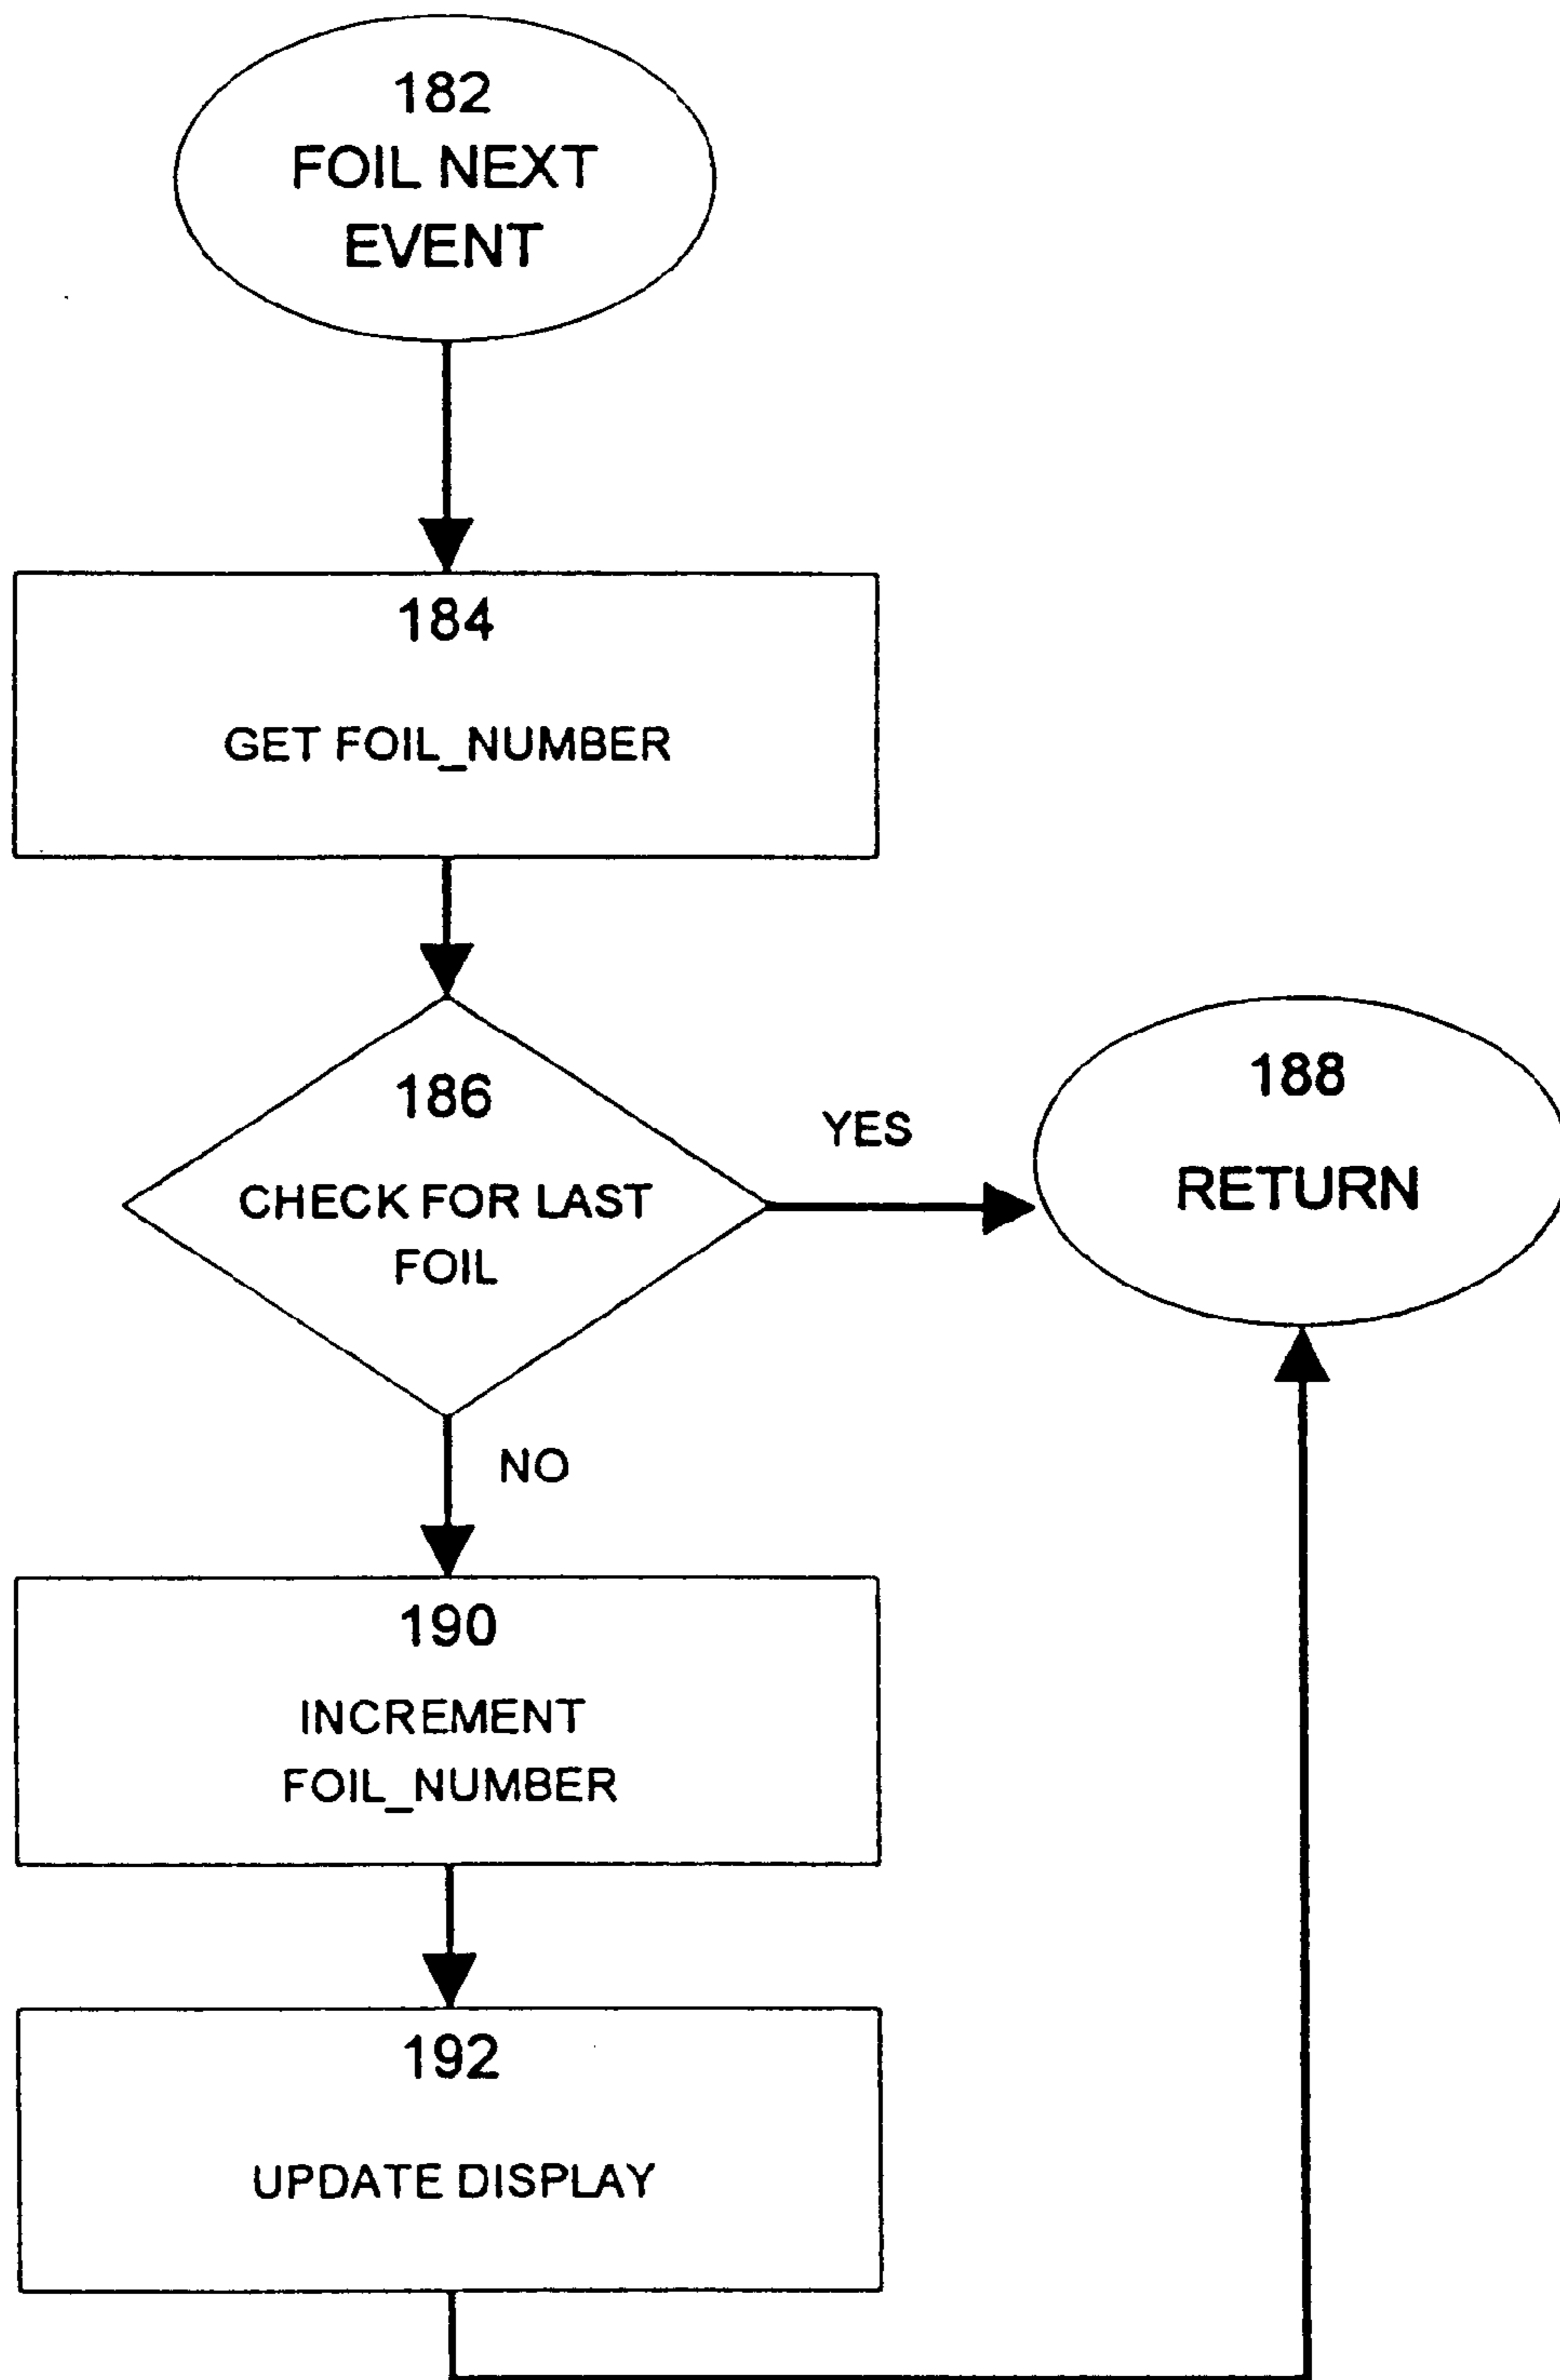 182
FOIL NEXT
EVENT
184
GET FOIL_NUMBER
186
CHECK FOR LAST
FOIL
YES
188
RETURN
NO
190
INCREMENT
FOIL_NUMBER
192
UPDATE DISPLAY